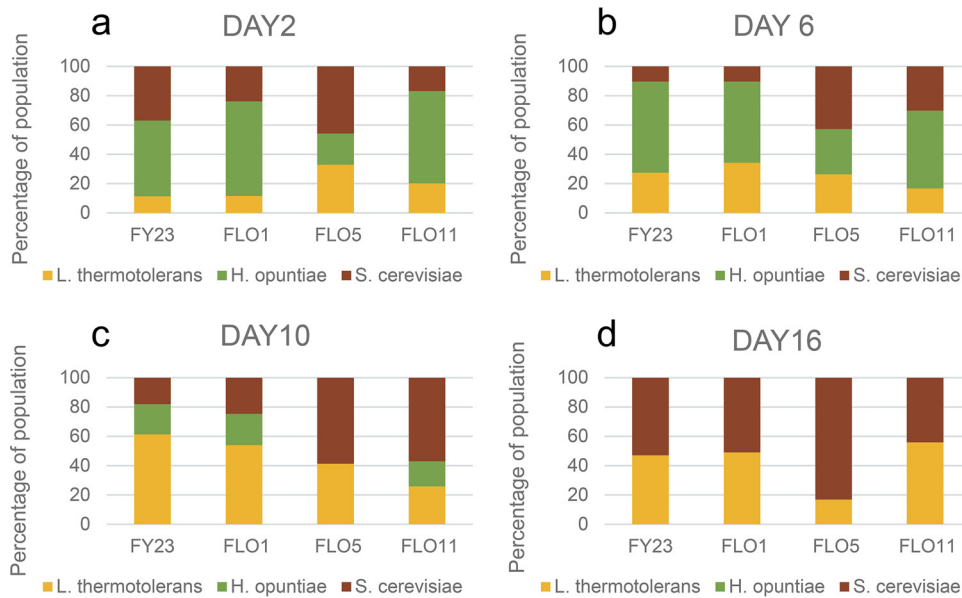 a
DAY2
Percentage of population
100
80
60
40
20
0
FY23 FLO1 FLO5 FLO11
L. thermotolerans H. opuntiae S. cerevisiae
b
DAY 6
Percentage of population
100
80
60
40
20
0
FY23 FLO1 FLO5 FLO11
L. thermotolerans H. opuntiae S. cerevisiae
c
DAY10
Percentage of population
100
80
60
40
20
0
FY23 FLO1 FLO5 FLO11
L. thermotolerans H. opuntiae S. cerevisiae
d
DAY16
Percentage of population
100
80
60
40
20
0
FY23 FLO1 FLO5 FLO11
L. thermotolerans H. opuntiae S. cerevisiae